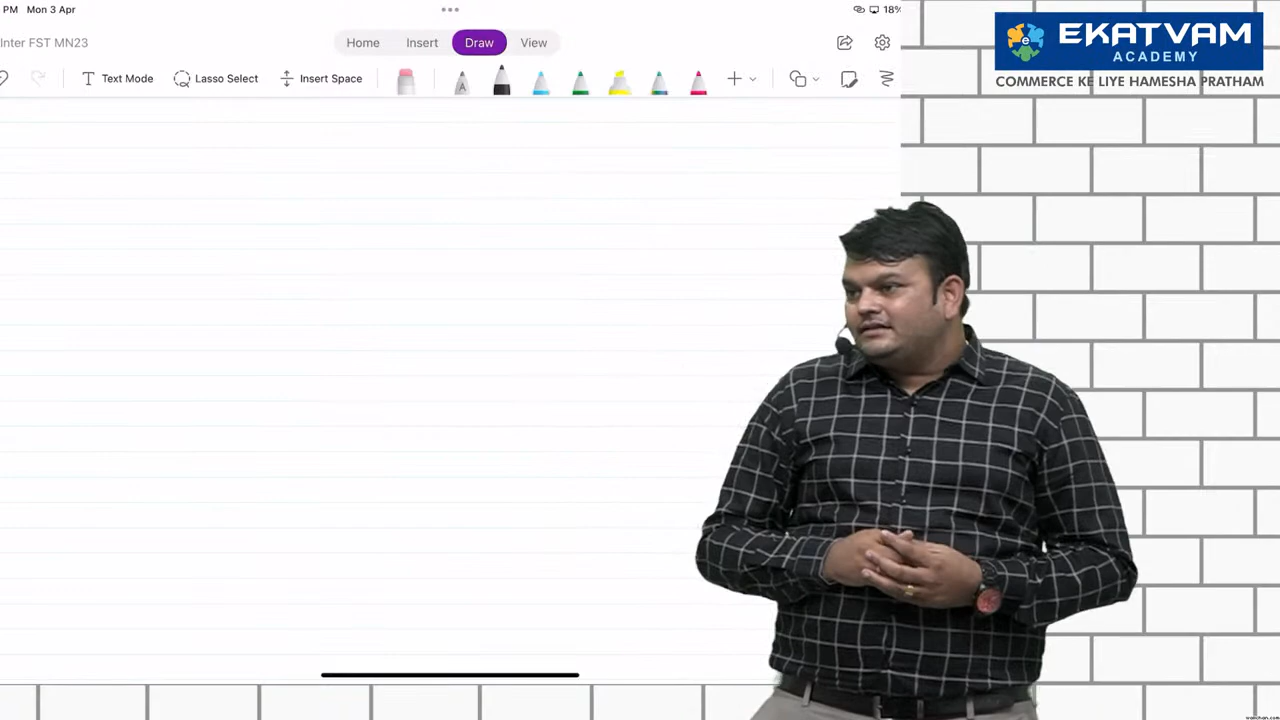 PM Mon 3 Apr
18%
Inter FST MN23
Home Insert Draw View
Text Mode Lasso Select Insert Space
e
EKATVAM
ACADEMY
COMMERCE KE LIYE HAMESHA PRATHAM